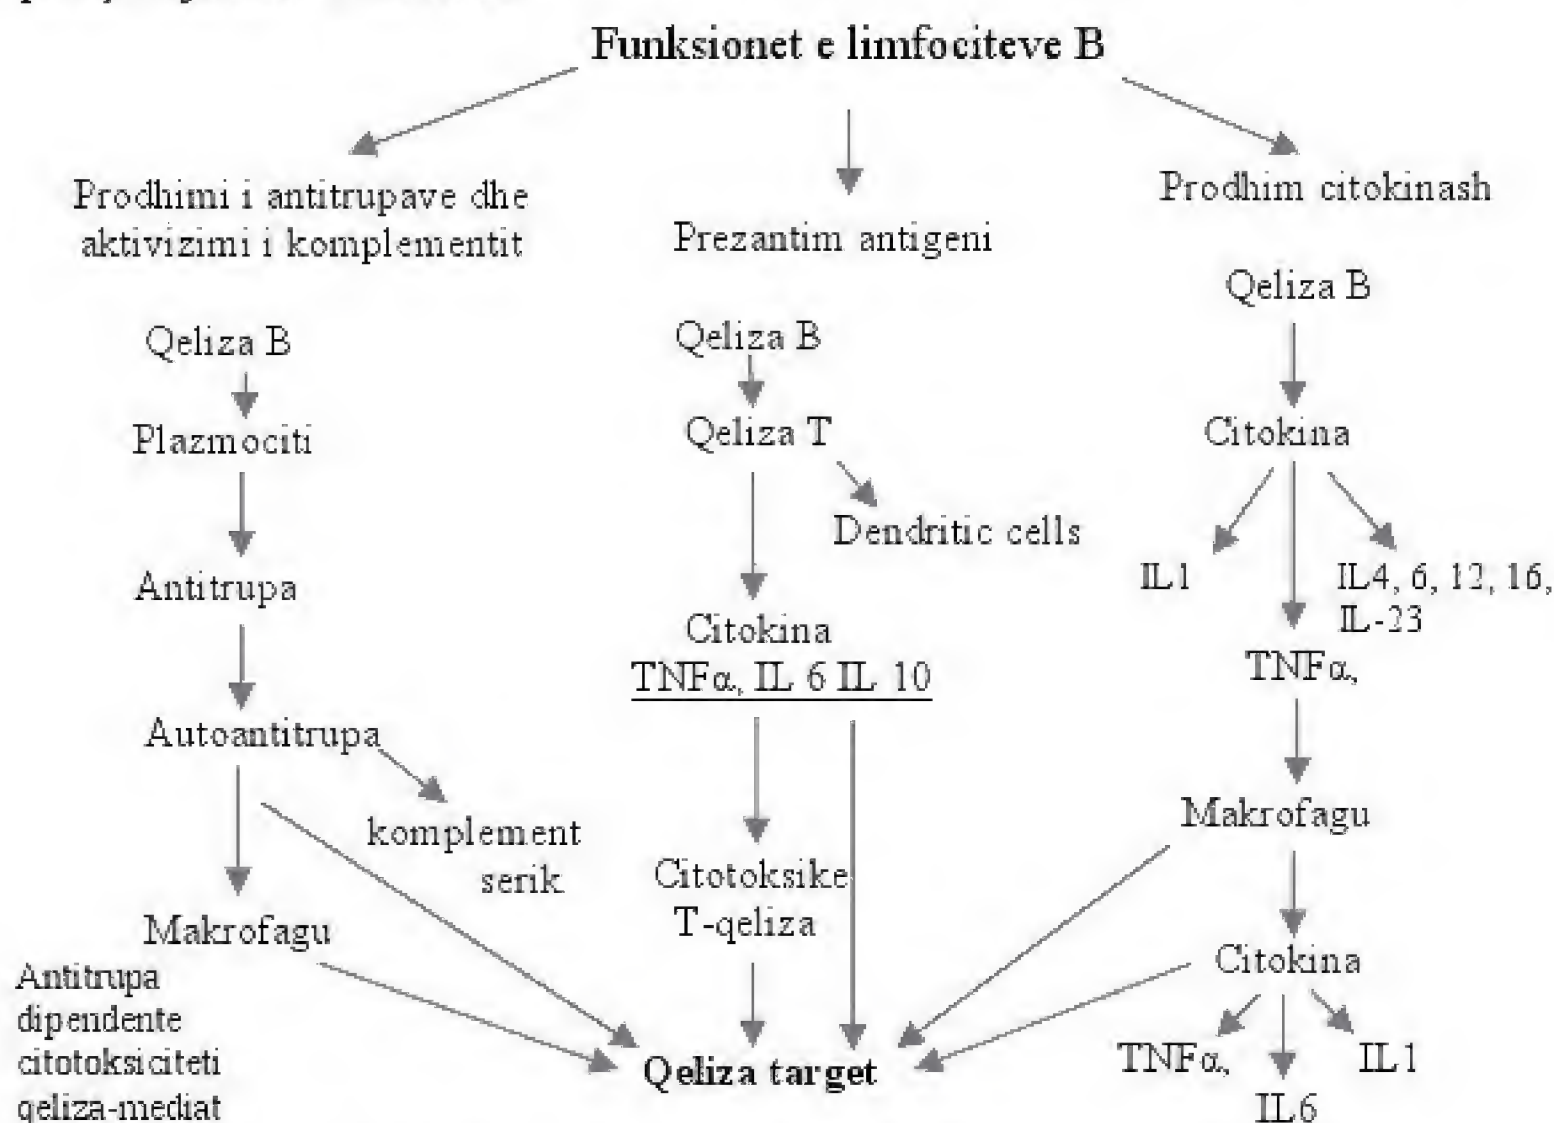 Funksionet e limfociteve B
Prodhimi i antitrupave dhe
aktivizimi i komplementit
Qeliza B
Plazmociti
Antitrupa
Autoantitrupa
komplement
serik
Makrofagu
Antitrupa
dipendente
citotoksiciteti
qeliza-mediat
Prezantim antigeni
Qeliza B
Qeliza T
Dendritic cells
Citokina
TNFα, IL 6 IL 10
Citotoksike
T-qeliza
Qeliza target
Prodhim citokinash
Qeliza B
Citokina
IL1
IL4, 6, 12, 16,
IL-23
TNFα,
Makrofagu
Citokina
TNFα,
IL1
IL6